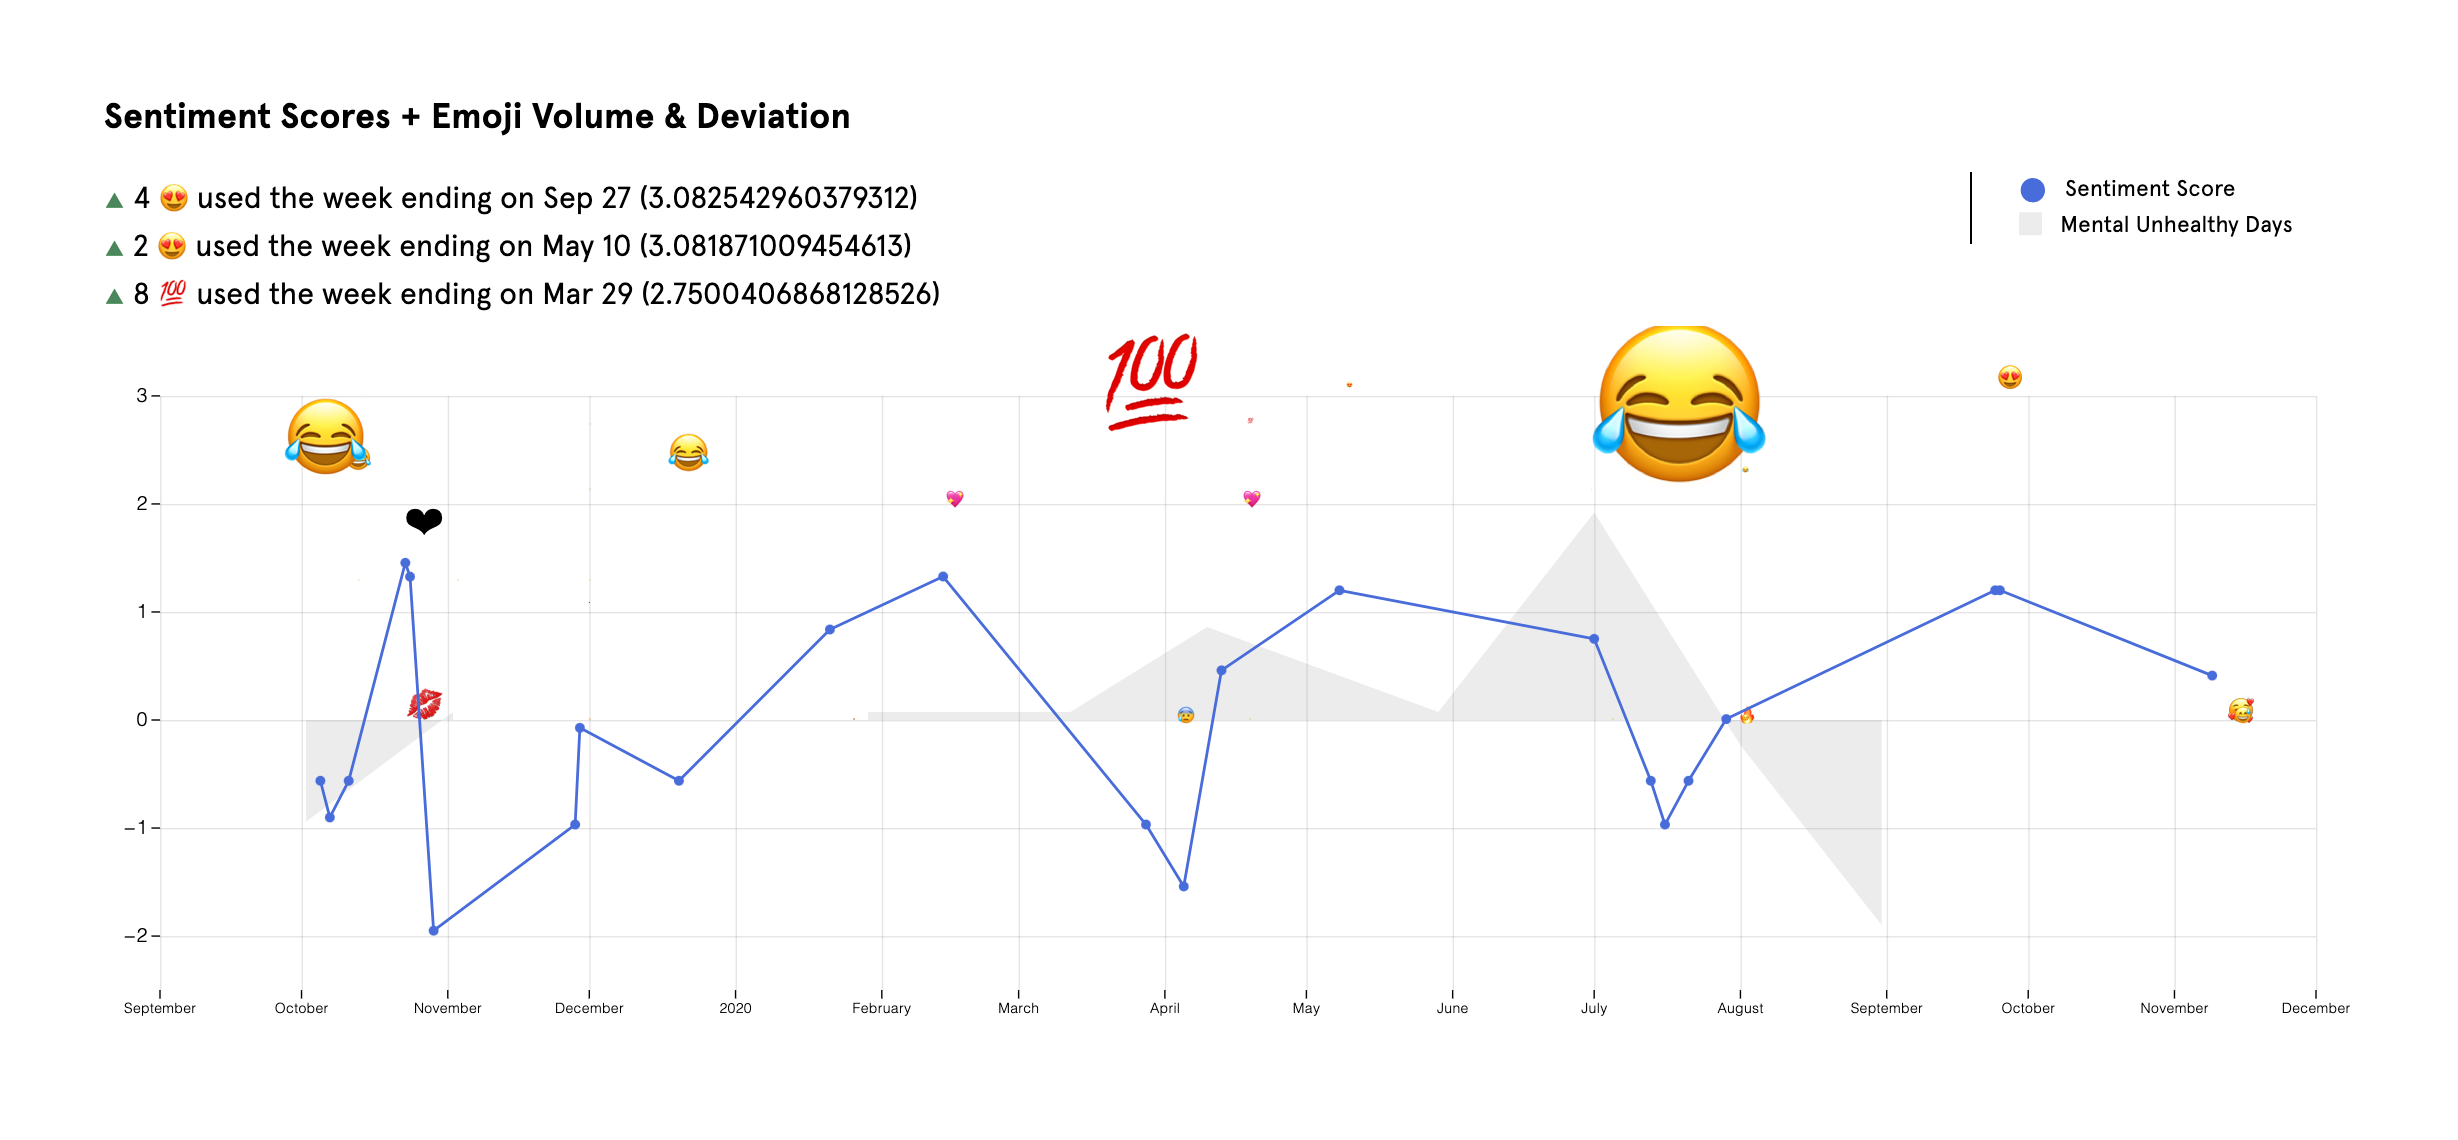 Sentiment Scores + Emoji Volume & Deviation
▲ 4 😍 used the week ending on Sep 27 (3.082542960379312)
▲ 2 😍 used the week ending on May 10 (3.081871009454613)
▲ 8 💯 used the week ending on Mar 29 (2.7500406868128526)
Sentiment Score
Mental Unhealthy Days
3
2
1
0
−1
−2
September October November December 2020 February March April May June July August September October November December